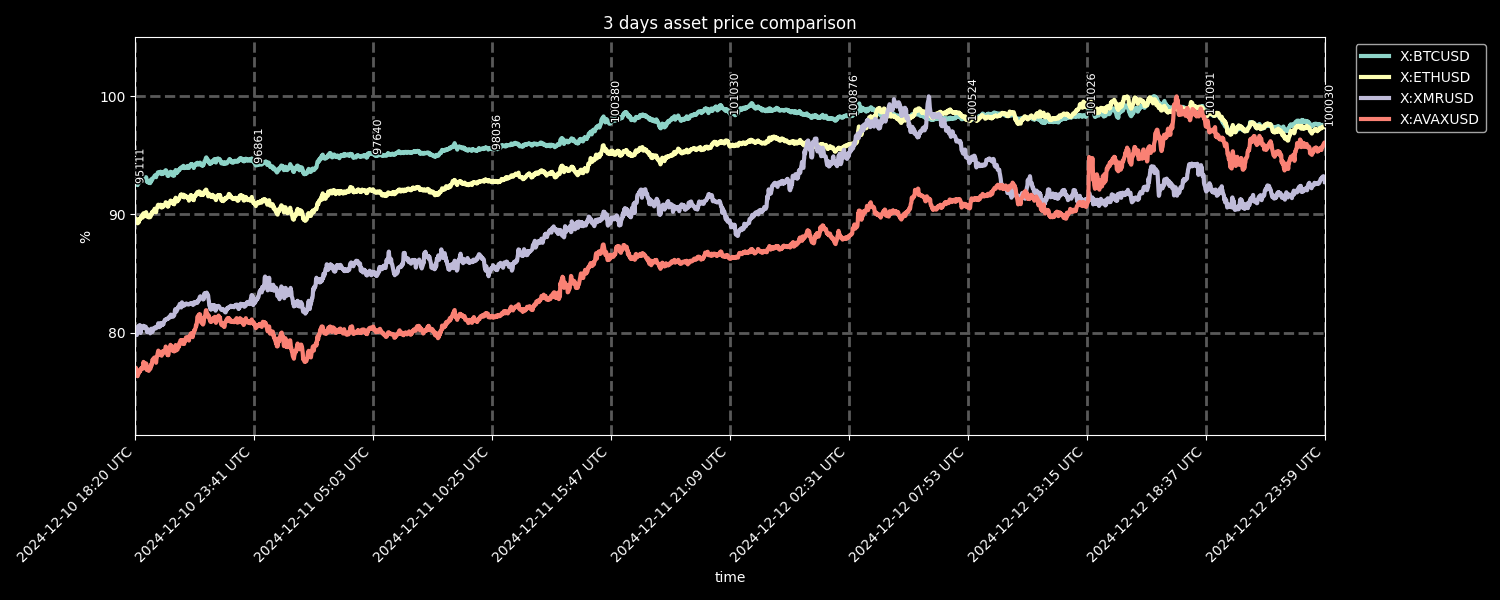 3 days asset price comparison
X:BTCUSD
X:ETHUSD
X:XMRUSD
X:AVAXUSD
100
90
80
%
95111
96861
97640
98036
100380
101030
100876
100524
101026
101091
100030
2024-12-10 18:20 UTC
2024-12-10 23:41 UTC
2024-12-11 05:03 UTC
2024-12-11 10:25 UTC
2024-12-11 15:47 UTC
2024-12-11 21:09 UTC
2024-12-12 02:31 UTC
2024-12-12 07:53 UTC
2024-12-12 13:15 UTC
2024-12-12 18:37 UTC
2024-12-12 23:59 UTC
time